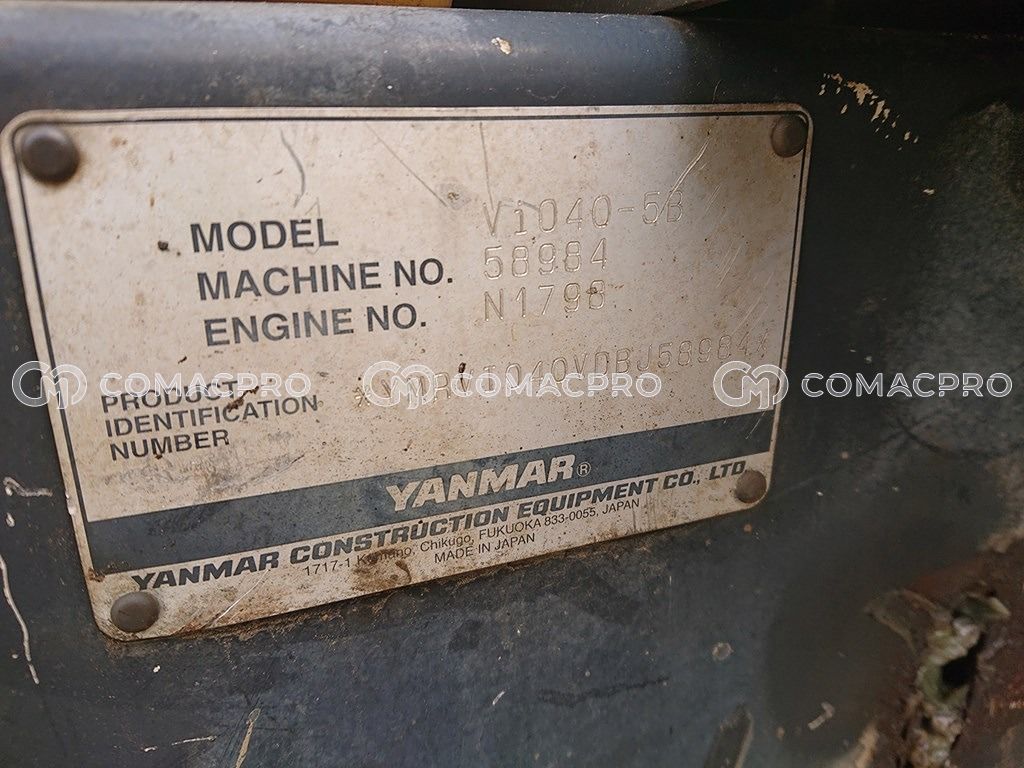 MODEL ViO40-5B
MACHINE NO. 58984
ENGINE NO. N1798
PRODUCT
IDENTIFICATION
NUMBER
YANMAR®
YANMAR CONSTRUCTION EQUIPMENT CO., LTD
1717-1 Chikugo, FUKUOKA 833-0055, JAPAN
MADE IN JAPAN
COMACPRO COMACPRO COMACPRO